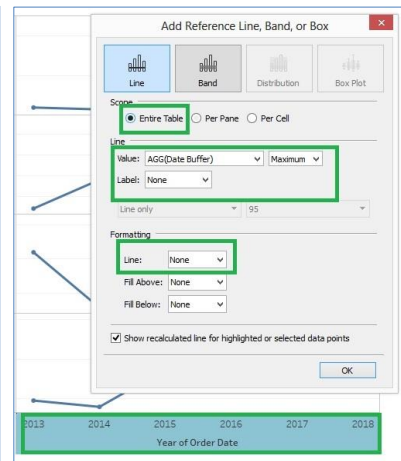 Add Reference Line, Band, or Box
×
Line Band Distribution Box Plot
Scope
Entire Table Per Pane Per Cell
Line
Value: AGG(Date Buffer) Maximum
Label: None
Line only 95
Formatting
Line: None
Fill Above: None
Fill Below: None
Show recalculated line for highlighted or selected data points
OK
2013 2014 2015 2016 2017 2018
Year of Order Date